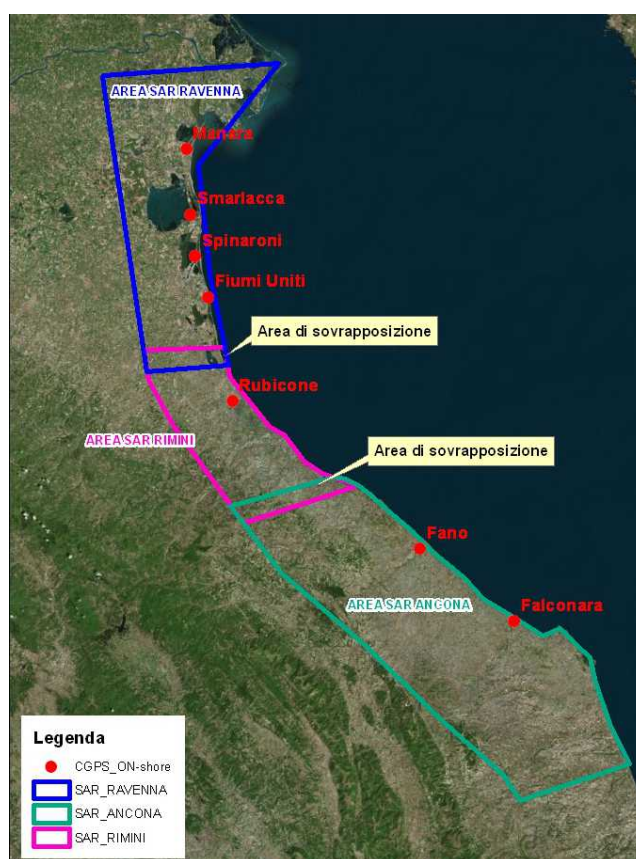 AREA SAR RAVENNA
Manara
Smarlacca
Spinaroni
Fiumi Uniti
Area di sovrapposizione
Rubicone
AREA SAR RIMINI
Area di sovrapposizione
Fano
AREA SAR ANCONA
Falconara
Legenda
CGPS_ON-shore
SAR_RAVENNA
SAR_ANCONA
SAR_RIMINI